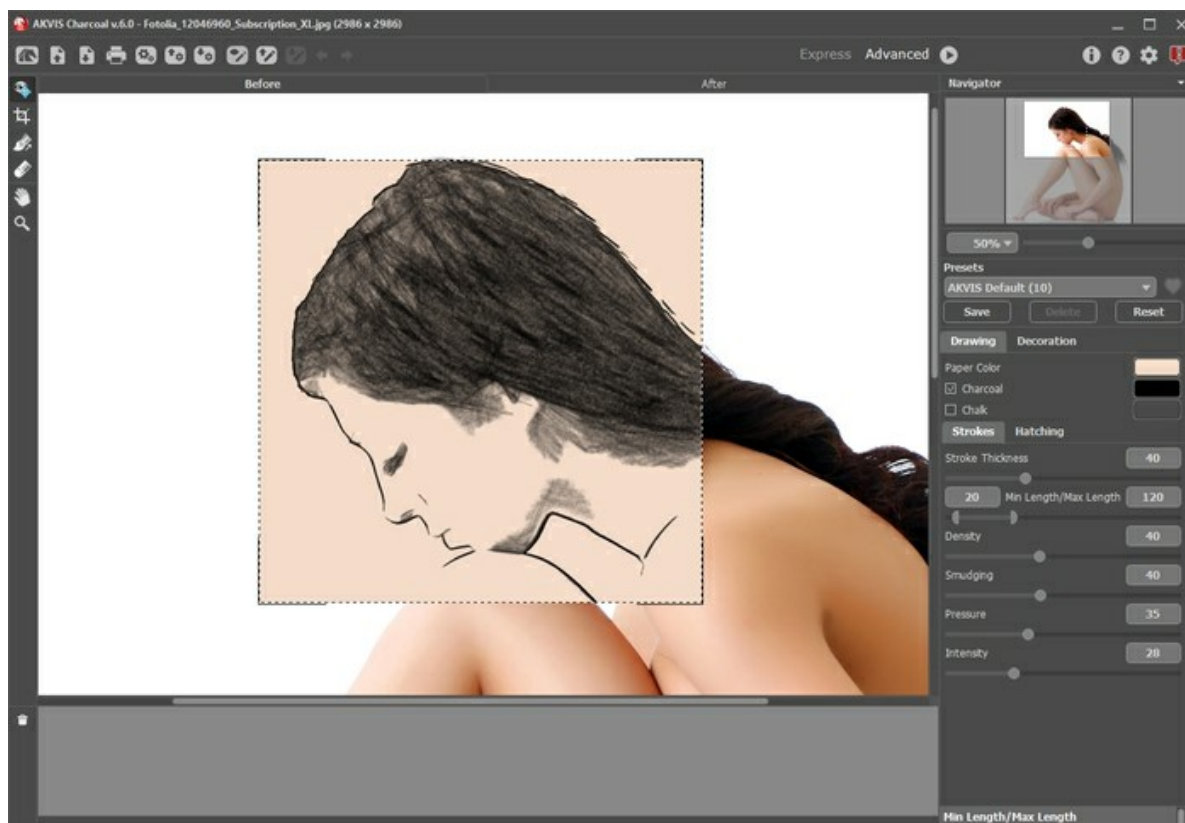 AKVIS Charcoal v.6.0 - Fotolia_12046960_Subscription_XL.jpg (2986 x 2986)
Express Advanced
Before After
Navigator
50%
Presets
AKVIS Default (10)
Save Delete Reset
Drawing Decoration
Paper Color
Charcoal
Chalk
Strokes Hatching
Stroke Thickness 40
20 Min Length/Max Length 120
Density 40
Smudging 40
Pressure 35
Intensity 28
Min Length/Max Length